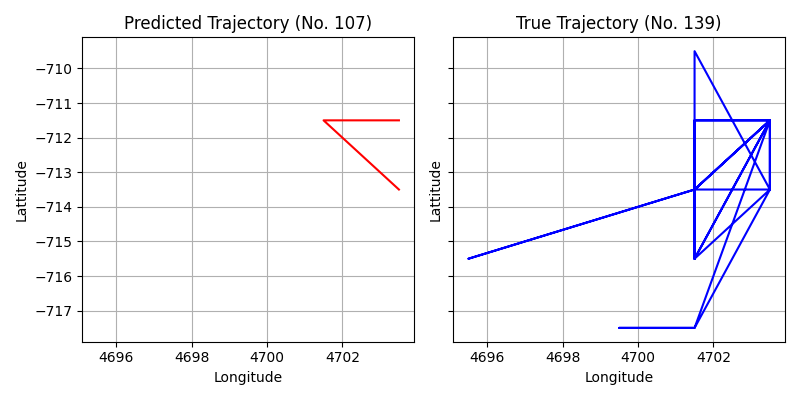 Predicted Trajectory (No. 107)
True Trajectory (No. 139)
−710
−711
−712
−713
−714
−715
−716
−717
Lattitude
Lattitude
4696 4698 4700 4702
4696 4698 4700 4702
Longitude
Longitude